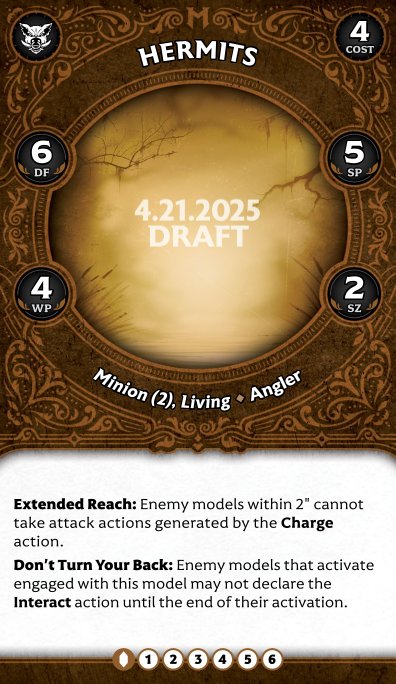 M
HERMITS
4
COST
6
DF
5
SP
4.21.2025
DRAFT
4
WP
2
SZ
Minion (2), Living ◆ Angler
Extended Reach: Enemy models within 2" cannot
take attack actions generated by the Charge
action.
Don't Turn Your Back: Enemy models that activate
engaged with this model may not declare the
Interact action until the end of their activation.
1 2 3 4 5 6